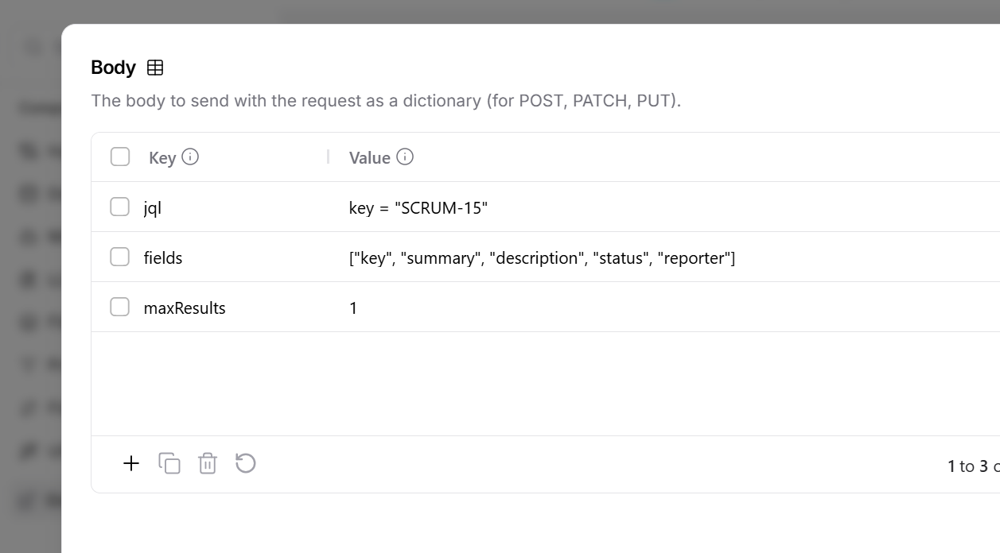 Body
The body to send with the request as a dictionary (for POST, PATCH, PUT).
Key Value
jql key = "SCRUM-15"
fields ["key", "summary", "description", "status", "reporter"]
maxResults 1
1 to 3